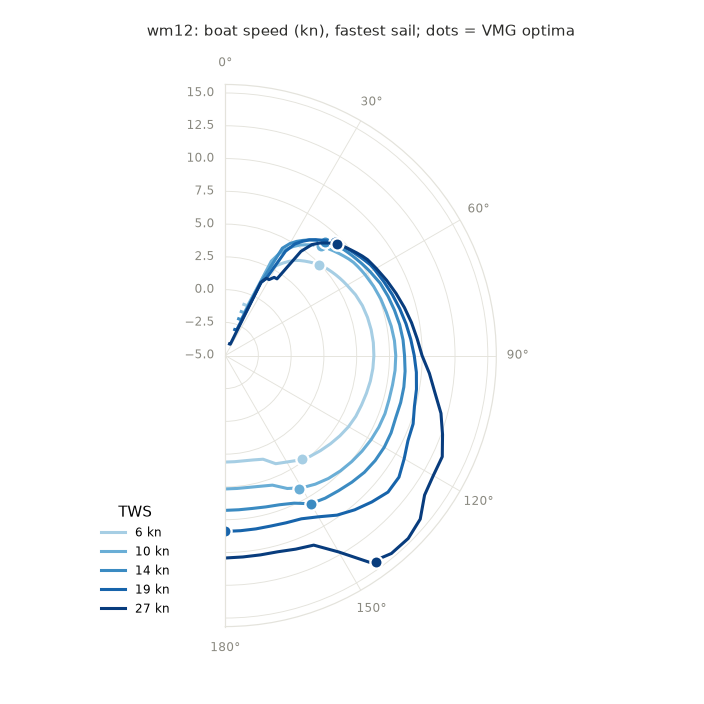 wm12: boat speed (kn), fastest sail; dots = VMG optima
0°
15.0
30°
12.5
10.0
7.5
60°
5.0
2.5
0.0
−2.5
−5.0
90°
120°
TWS
6 kn
10 kn
14 kn
19 kn
27 kn
150°
180°